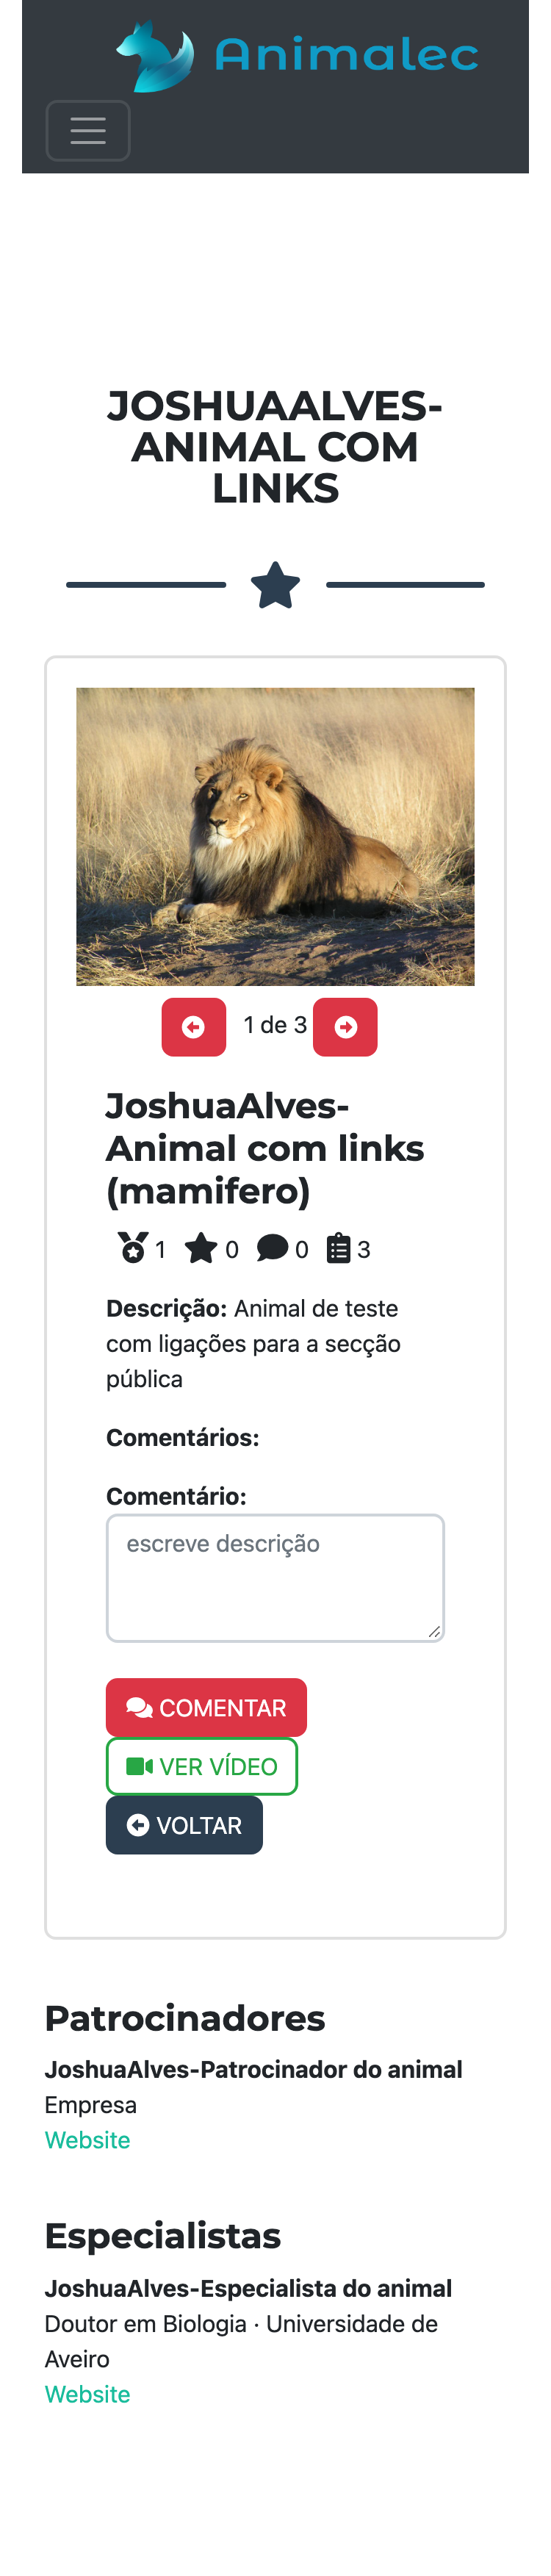 Animalec
JOSHUAALVES-
ANIMAL COM
LINKS
1 de 3
JoshuaAlves-
Animal com links
(mamifero)
1 0 0 3
Descrição: Animal de teste
com ligações para a secção
pública
Comentários:
Comentário:
escreve descrição
COMENTAR
VER VÍDEO
VOLTAR
Patrocinadores
JoshuaAlves-Patrocinador do animal
Empresa
Website
Especialistas
JoshuaAlves-Especialista do animal
Doutor em Biologia · Universidade de
Aveiro
Website